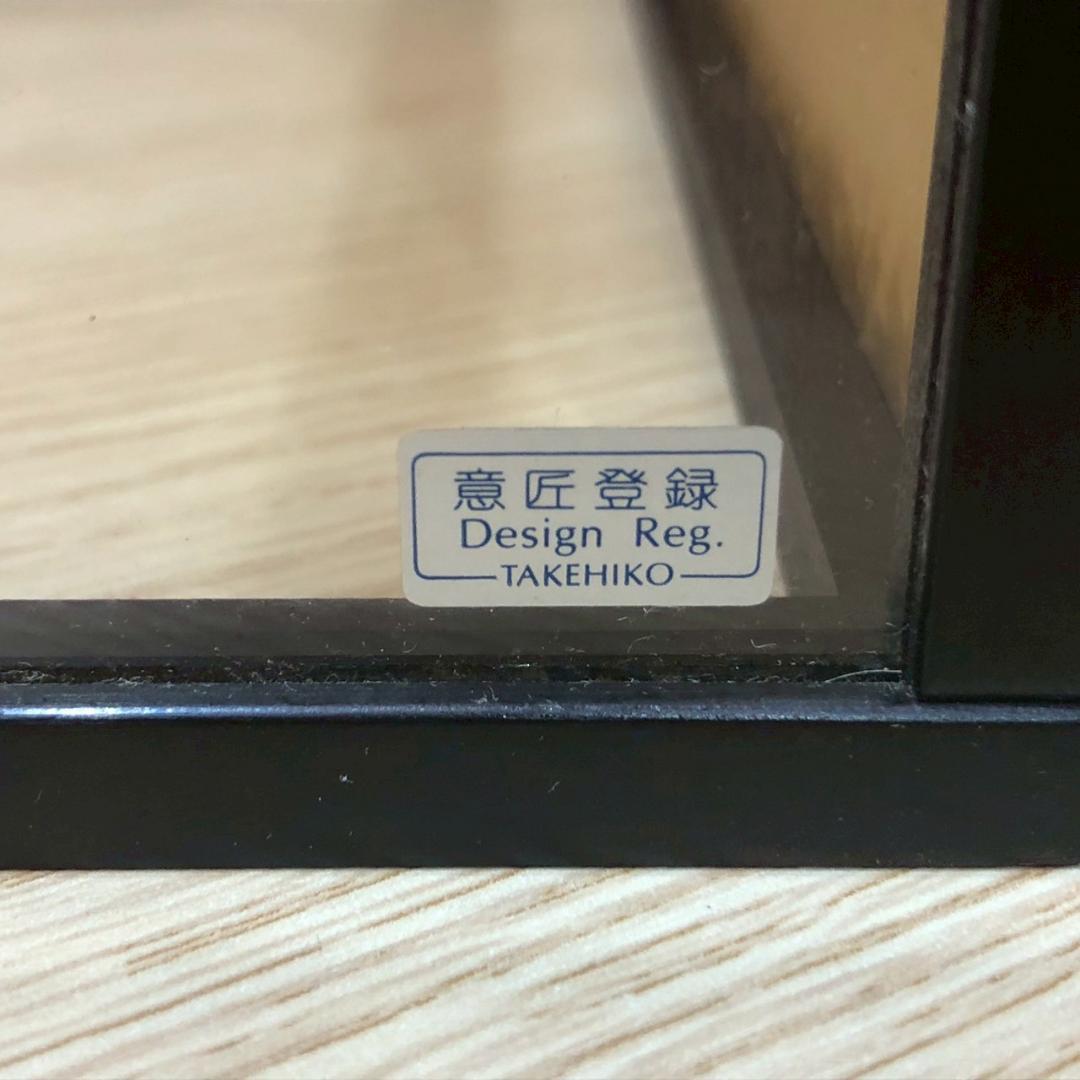 意匠登録
Design Reg.
TAKEHIKO